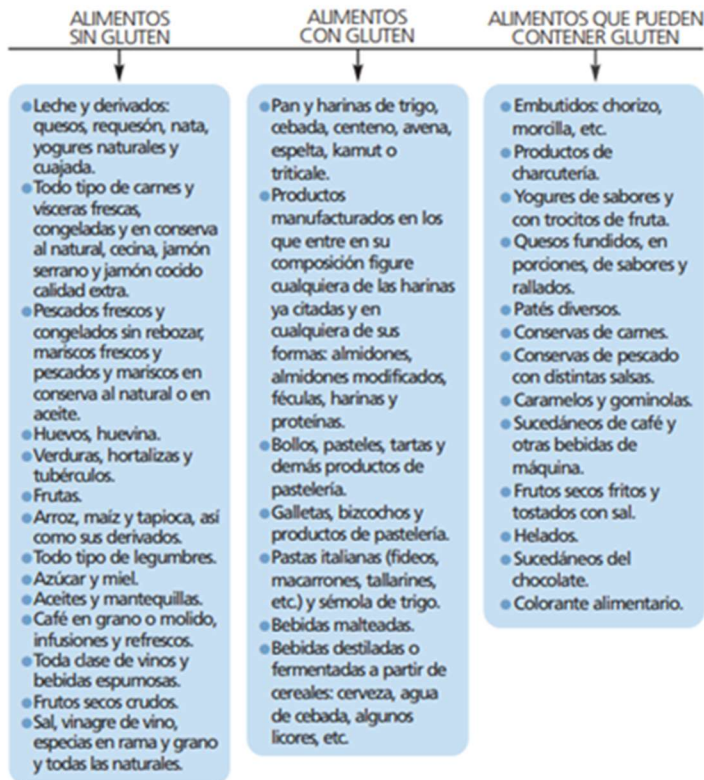 ALIMENTOS
SIN GLUTEN
Leche y derivados:
quesos, requesón, nata,
yogures naturales y
cuajada.
Todo tipo de carnes y
vísceras frescas,
congeladas y en conserva
al natural, cecina, jamón
serrano y jamón cocido
calidad extra.
Pescados frescos y
congelados sin rebozar,
mariscos frescos y
pescados y mariscos en
conserva al natural o en
aceite.
Huevos, huevina.
Verduras, hortalizas y
tubérculos.
Frutas.
Arroz, maíz y tapioca, así
como sus derivados.
Todo tipo de legumbres.
Azúcar y miel.
Aceites y mantequillas.
Café en grano o molido,
infusiones y refrescos.
Toda clase de vinos y
bebidas espumosas.
Frutos secos crudos.
Sal, vinagre de vino,
especias en rama y grano
y todas las naturales.
ALIMENTOS
CON GLUTEN
Pan y harinas de trigo,
cebada, centeno, avena,
espelta, kamut o
triticale.
Productos
manufacturados en los
que entre en su
composición figure
cualquiera de las harinas
ya citadas y en
cualquiera de sus
formas: almidones,
almidones modificados,
féculas, harinas y
proteínas.
Bollos, pasteles, tartas y
demás productos de
pastelería.
Galletas, bizcochos y
productos de pastelería.
Pastas italianas (fideos,
macarrones, tallarines,
etc.) y sémola de trigo.
Bebidas malteadas.
Bebidas destiladas o
fermentadas a partir de
cereales: cerveza, agua
de cebada, algunos
licores, etc.
ALIMENTOS QUE PUEDEN
CONTENER GLUTEN
Embutidos: chorizo,
morcilla, etc.
Productos de
charcutería.
Yogures de sabores y
con trocitos de fruta.
Quesos fundidos, en
porciones, de sabores y
rallados.
Patés diversos.
Conservas de carnes.
Conservas de pescado
con distintas salsas.
Caramelos y gominolas.
Sucedáneos de café y
otras bebidas de
máquina.
Frutos secos fritos y
tostados con sal.
Helados.
Sucedáneos del
chocolate.
Colorante alimentario.